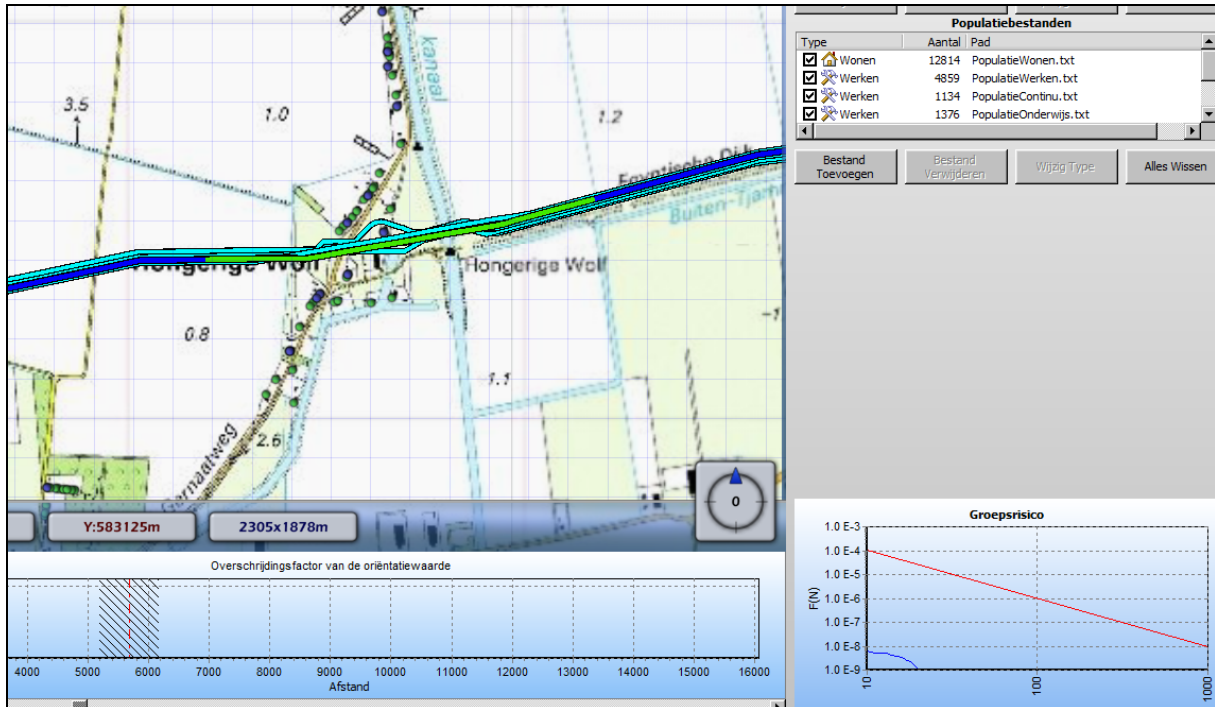 3.5
1.0
kanaal
1.2
Hongerige Wolf
Buiten-Tjam
0.8
-1
1.1
2.6
Y:583125m
2305x1878m
0
Overschrijdingsfactor van de oriëntatiewaarde
4000 5000 6000 7000 8000 9000 10000 11000 12000 13000 14000 15000 16000
Afstand
Populatiebestanden
Type Aantal Pad
Wonen 12814 PopulatieWonen.txt
Werken 4859 PopulatieWerken.txt
Werken 1134 PopulatieContinu.txt
Werken 1376 PopulatieOnderwijs.txt
Bestand Toevoegen
Bestand Verwijderen
Wijzig Type
Alles Wissen
Groepsrisico
1.0 E-3
1.0 E-4
1.0 E-5
1.0 E-6
1.0 E-7
1.0 E-8
1.0 E-9
F(N)
10 100 1000